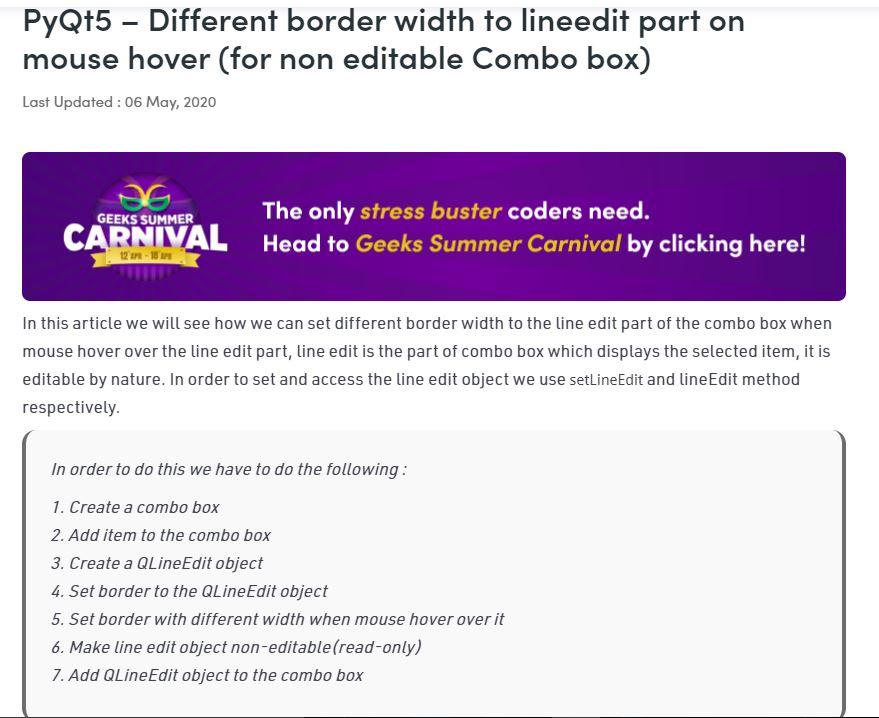 PyQt5 – Different border width to lineedit part on
mouse hover (for non editable Combo box)
Last Updated : 06 May, 2020
GEEKS SUMMER
CARNIVAL
12 APR - 18 APR
The only stress buster coders need.
Head to Geeks Summer Carnival by clicking here!
In this article we will see how we can set different border width to the line edit part of the combo box when
mouse hover over the line edit part, line edit is the part of combo box which displays the selected item, it is
editable by nature. In order to set and access the line edit object we use setLineEdit and lineEdit method
respectively.
In order to do this we have to do the following :
1. Create a combo box
2. Add item to the combo box
3. Create a QLineEdit object
4. Set border to the QLineEdit object
5. Set border with different width when mouse hover over it
6. Make line edit object non-editable(read-only)
7. Add QLineEdit object to the combo box